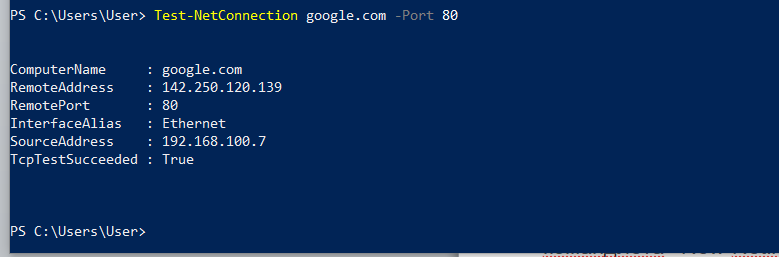 PS C:\Users\User> Test-NetConnection google.com -Port 80
ComputerName     : google.com
RemoteAddress    : 142.250.120.139
RemotePort       : 80
InterfaceAlias   : Ethernet
SourceAddress    : 192.168.100.7
TcpTestSucceeded : True
PS C:\Users\User>